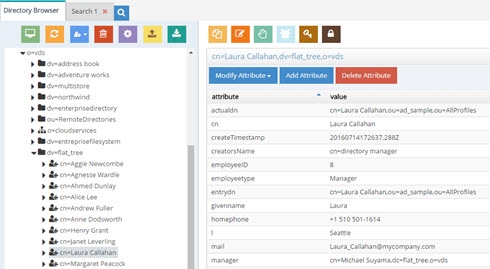 Directory Browser
Search 1 ×
o=vds
dv=address book
dv=adventure works
dv=multistore
dv=northwind
dv=enterprisedirectory
ou=RemoteDirectories
o=cloudservices
dv=entreprisefilesystem
dv=flat_tree
cn=Aggie Newcombe
cn=Agnesse Wardle
cn=Ahmed Dunlay
cn=Alice Lee
cn=Andrew Fuller
cn=Anne Dodsworth
cn=Henry Grant
cn=Janet Leverling
cn=Laura Callahan
cn=Margaret Peacock
cn=Laura Callahan,dv=flat_tree,o=vds
Modify Attribute
Add Attribute
Delete Attribute
attribute value
actualdn cn=Laura Callahan,ou=ad_sample,ou=AllProfiles
cn Laura Callahan
createTimestamp 20160714172637.288Z
creatorsName cn=directory manager
employeeID 8
employeetype Manager
entrydn cn=Laura Callahan,ou=ad_sample,ou=AllProfiles
givenname Laura
homephone +1 510 501-1614
l Seattle
mail Laura_Callahan@mycompany.com
manager cn=Michael Suyama,dv=flat_tree,o=vds